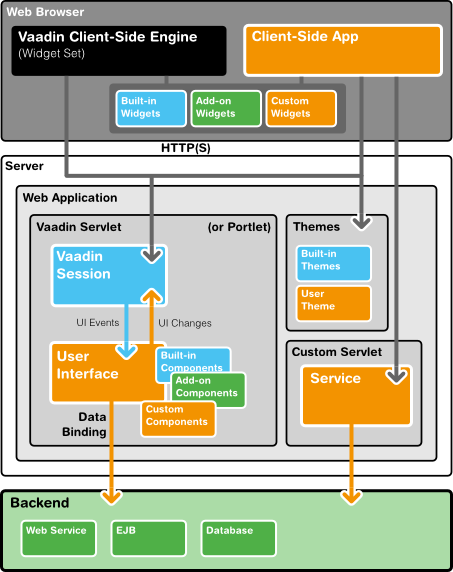 Web Browser
Vaadin Client-Side Engine
(Widget Set)
Client-Side App
Built-in
Widgets
Add-on
Widgets
Custom
Widgets
HTTP(S)
Server
Web Application
Vaadin Servlet
(or Portlet)
Themes
Vaadin
Session
Built-in
Themes
User
Theme
UI Events
UI Changes
User
Interface
Built-in
Components
Add-on
Components
Custom
Components
Custom Servlet
Service
Data
Binding
Backend
Web Service
EJB
Database